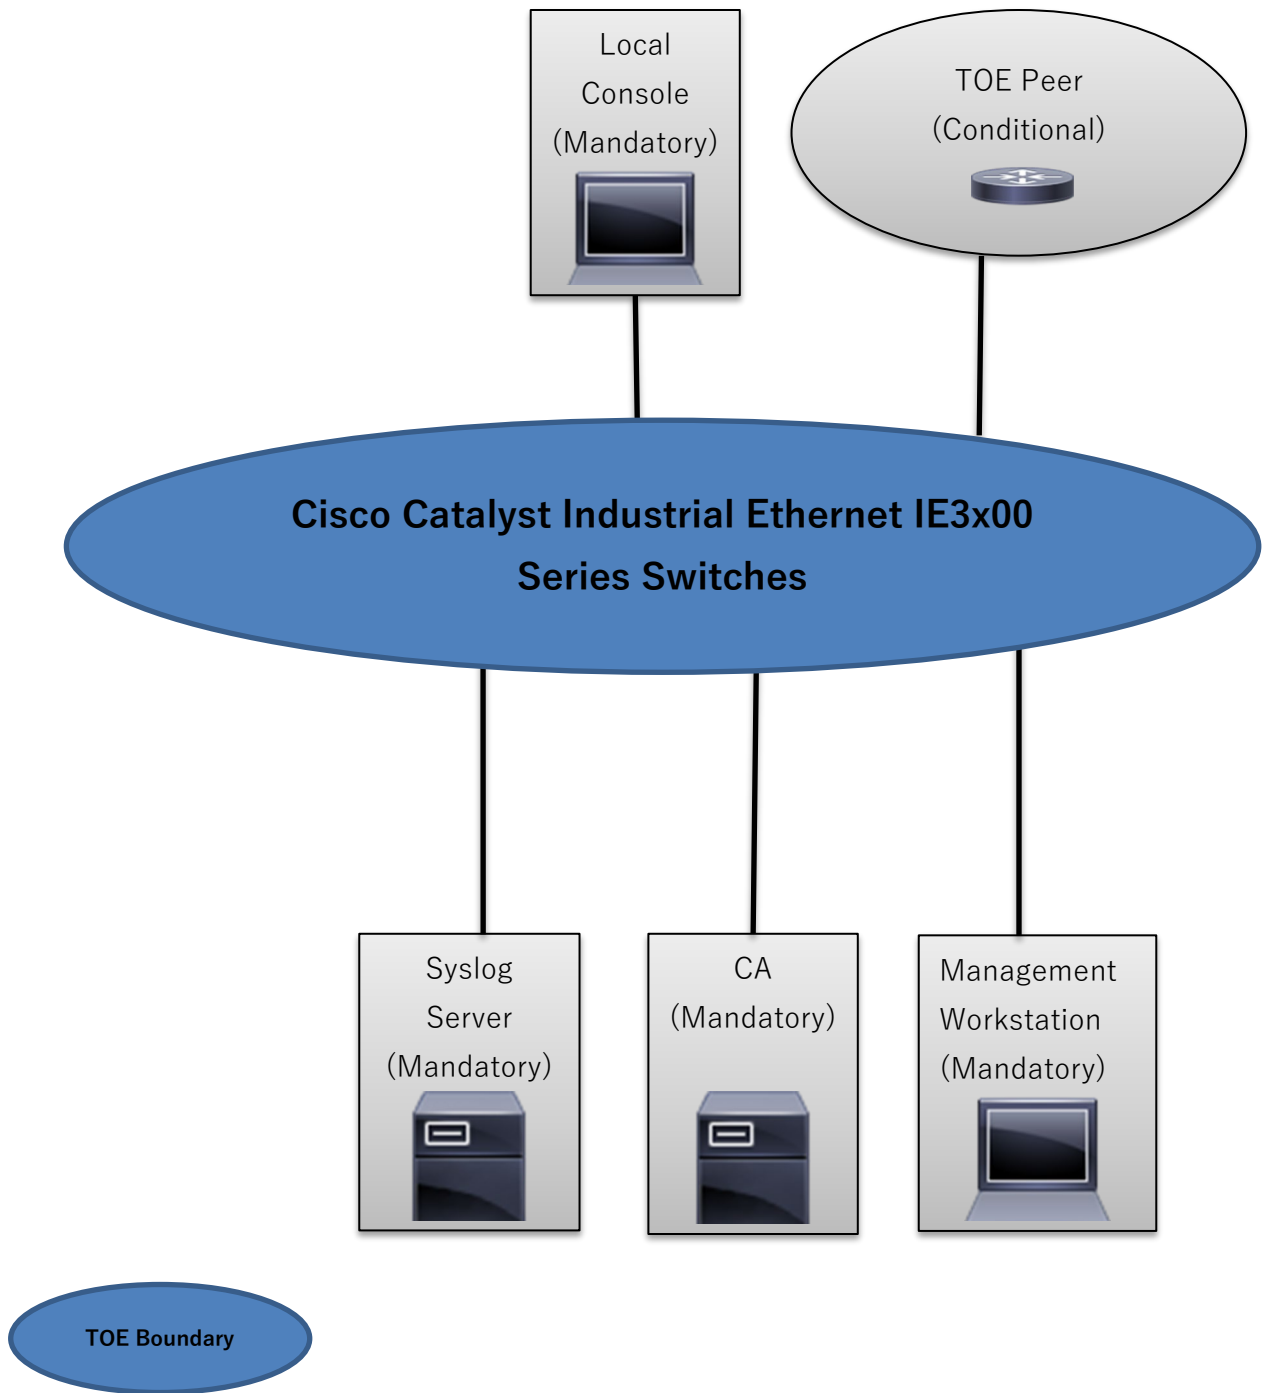 Local
Console
(Mandatory)
TOE Peer
(Conditional)
Cisco Catalyst Industrial Ethernet IE3x00
Series Switches
Syslog
Server
(Mandatory)
CA
(Mandatory)
Management
Workstation
(Mandatory)
TOE Boundary